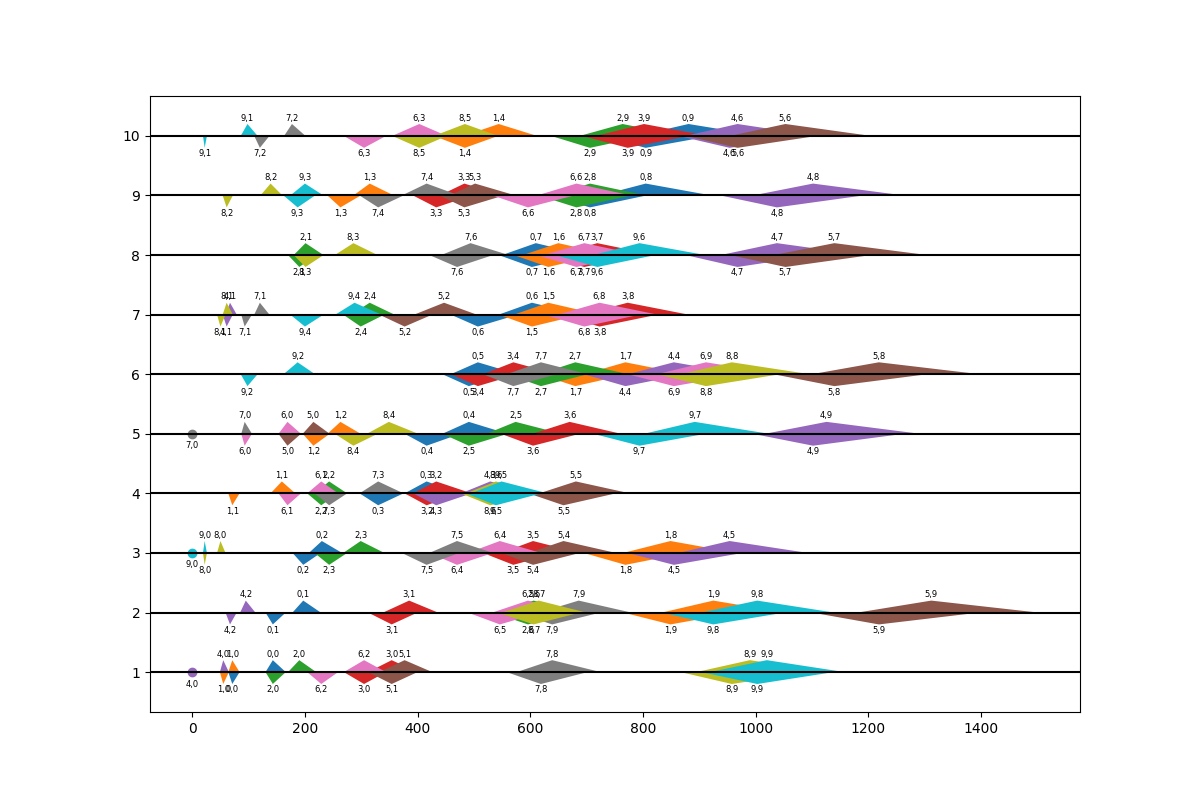 9,1 7,2 6,3 8,5 1,4 2,9 3,9 0,9 4,6 5,6
10
9,1 7,2 6,3 8,5 1,4 2,9 3,9 0,9 4,6 5,6
8,2 9,3 1,3 7,4 3,3 5,3 6,6 2,8 0,8 4,8
9
8,2 9,3 1,3 7,4 3,3 5,3 6,6 2,8 0,8 4,8
2,1 8,3 7,6 0,7 1,6 6,7 3,7 9,6 4,7 5,7
8
2,1 8,3 7,6 0,7 1,6 6,7 3,7 9,6 4,7 5,7
8,1 4,1 7,1 9,4 2,4 5,2 0,6 1,5 6,8 3,8
7
8,1 4,1 7,1 9,4 2,4 5,2 0,6 1,5 6,8 3,8
9,2 0,5 3,4 7,7 2,7 1,7 4,4 6,9 8,8 5,8
6
9,2 0,5 3,4 7,7 2,7 1,7 4,4 6,9 8,8 5,8
7,0 6,0 5,0 1,2 8,4 0,4 2,5 3,6 9,7 4,9
5
7,0 6,0 5,0 1,2 8,4 0,4 2,5 3,6 9,7 4,9
1,1 6,1 2,2 7,3 0,3 3,2 4,3 8,6 9,5 5,5
4
1,1 6,1 2,2 7,3 0,3 3,2 4,3 8,6 9,5 5,5
9,0 8,0 0,2 2,3 7,5 6,4 3,5 5,4 1,8 4,5
3
9,0 8,0 0,2 2,3 7,5 6,4 3,5 5,4 1,8 4,5
4,2 0,1 3,1 6,5 2,6 8,7 7,9 1,9 9,8 5,9
2
4,2 0,1 3,1 6,5 2,6 8,7 7,9 1,9 9,8 5,9
4,0 1,0 0,0 2,0 6,2 3,0 5,1 7,8 8,9 9,9
1
4,0 1,0 0,0 2,0 6,2 3,0 5,1 7,8 8,9 9,9
0 200 400 600 800 1000 1200 1400